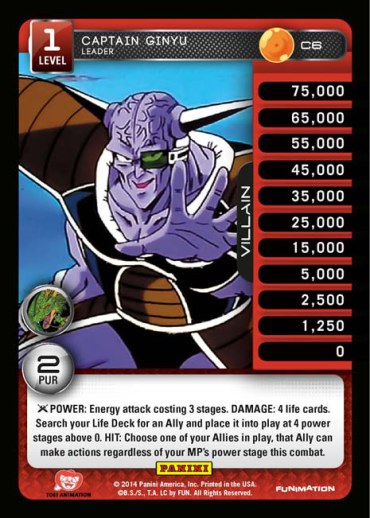 1
LEVEL
CAPTAIN GINYU
LEADER
C6
75,000
65,000
55,000
45,000
35,000
25,000
15,000
5,000
2,500
1,250
0
VILLAIN
2
PUR
POWER: Energy attack costing 3 stages. DAMAGE: 4 life cards.
Search your Life Deck for an Ally and place it into play at 4 power
stages above 0. HIT: Choose one of your Allies in play, that Ally can
make actions regardless of your MP's power stage this combat.
PANINI
TOEI ANIMATION
© 2014 Panini America, Inc. Printed in the USA.
©B.S./S., T.A. LC by FUN. All Rights Reserved.
FUNIMATION